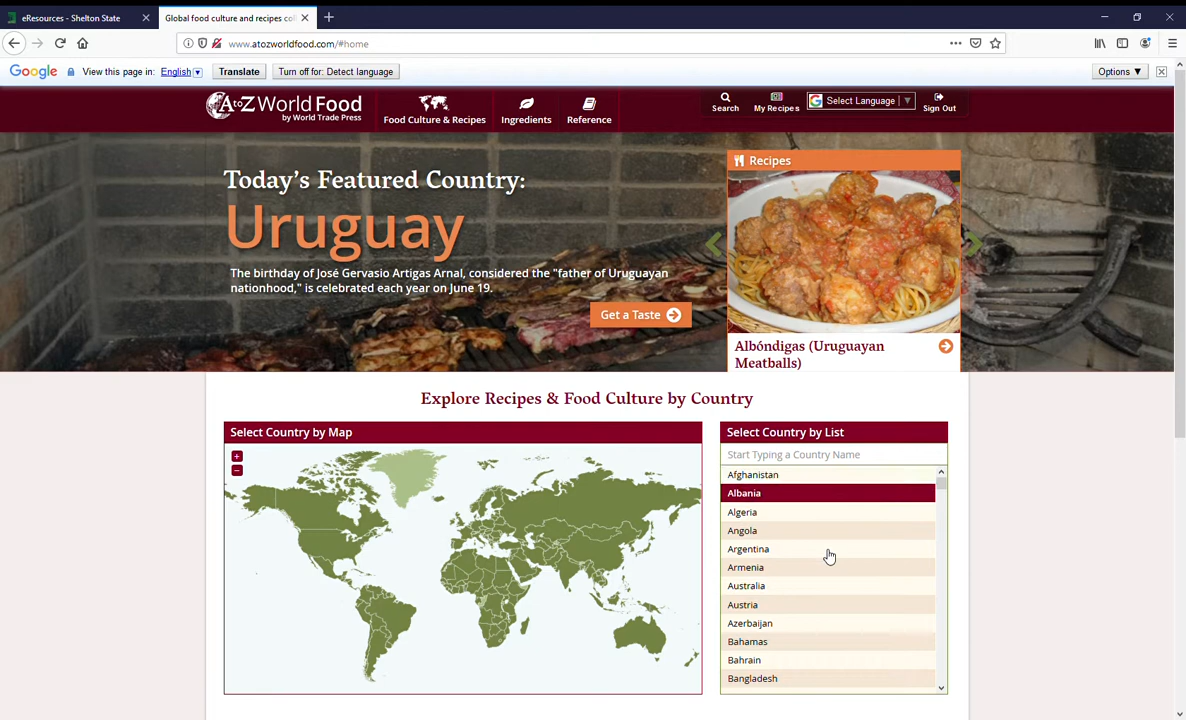 eResources - Shelton State
Global food culture and recipes col
www.atozworldfood.com/#home
Google View this page in: English Translate Turn off for: Detect language Options
AtoZ World Food
by World Trade Press
Food Culture & Recipes
Ingredients
Reference
Search
My Recipes
G Select Language
Sign Out
Today's Featured Country:
Uruguay
The birthday of José Gervasio Artigas Arnal, considered the "father of Uruguayan
nationhood," is celebrated each year on June 19.
Get a Taste
Recipes
Albóndigas (Uruguayan
Meatballs)
Explore Recipes & Food Culture by Country
Select Country by Map
+
−
Select Country by List
Start Typing a Country Name
Afghanistan
Albania
Algeria
Angola
Argentina
Armenia
Australia
Austria
Azerbaijan
Bahamas
Bahrain
Bangladesh